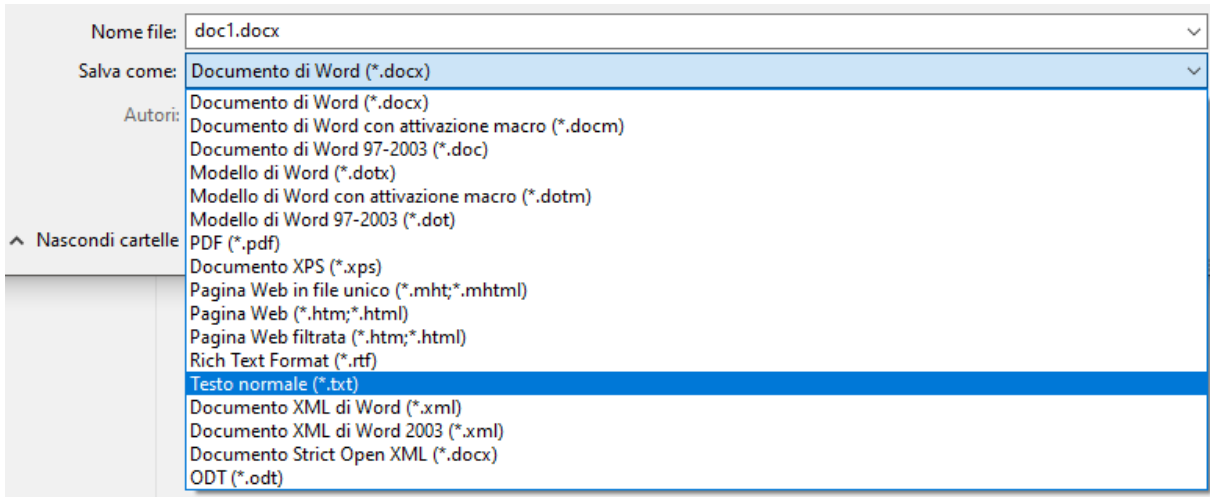 Nome file: doc1.docx
Salva come: Documento di Word (*.docx)
Autori:
Documento di Word (*.docx)
Documento di Word con attivazione macro (*.docm)
Documento di Word 97-2003 (*.doc)
Modello di Word (*.dotx)
Modello di Word con attivazione macro (*.dotm)
Modello di Word 97-2003 (*.dot)
Nascondi cartelle
PDF (*.pdf)
Documento XPS (*.xps)
Pagina Web in file unico (*.mht;*.mhtml)
Pagina Web (*.htm;*.html)
Pagina Web filtrata (*.htm;*.html)
Rich Text Format (*.rtf)
Testo normale (*.txt)
Documento XML di Word (*.xml)
Documento XML di Word 2003 (*.xml)
Documento Strict Open XML (*.docx)
ODT (*.odt)